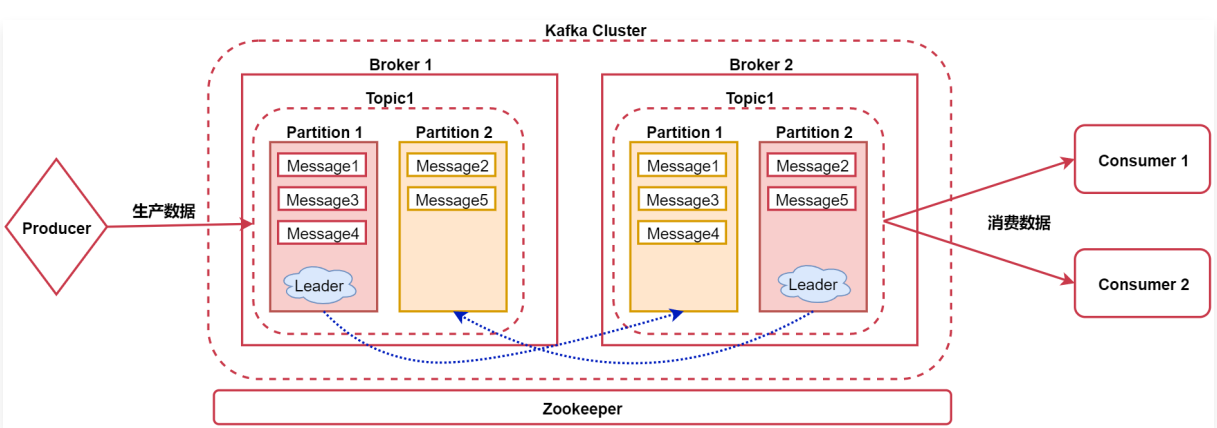 Kafka Cluster
Broker 1
Broker 2
Topic1
Topic1
Partition 1
Partition 2
Partition 1
Partition 2
Message1
Message2
Message1
Message2
Message3
Message5
Message3
Message5
Message4
Message4
Leader
Leader
Producer
生产数据
消费数据
Consumer 1
Consumer 2
Zookeeper